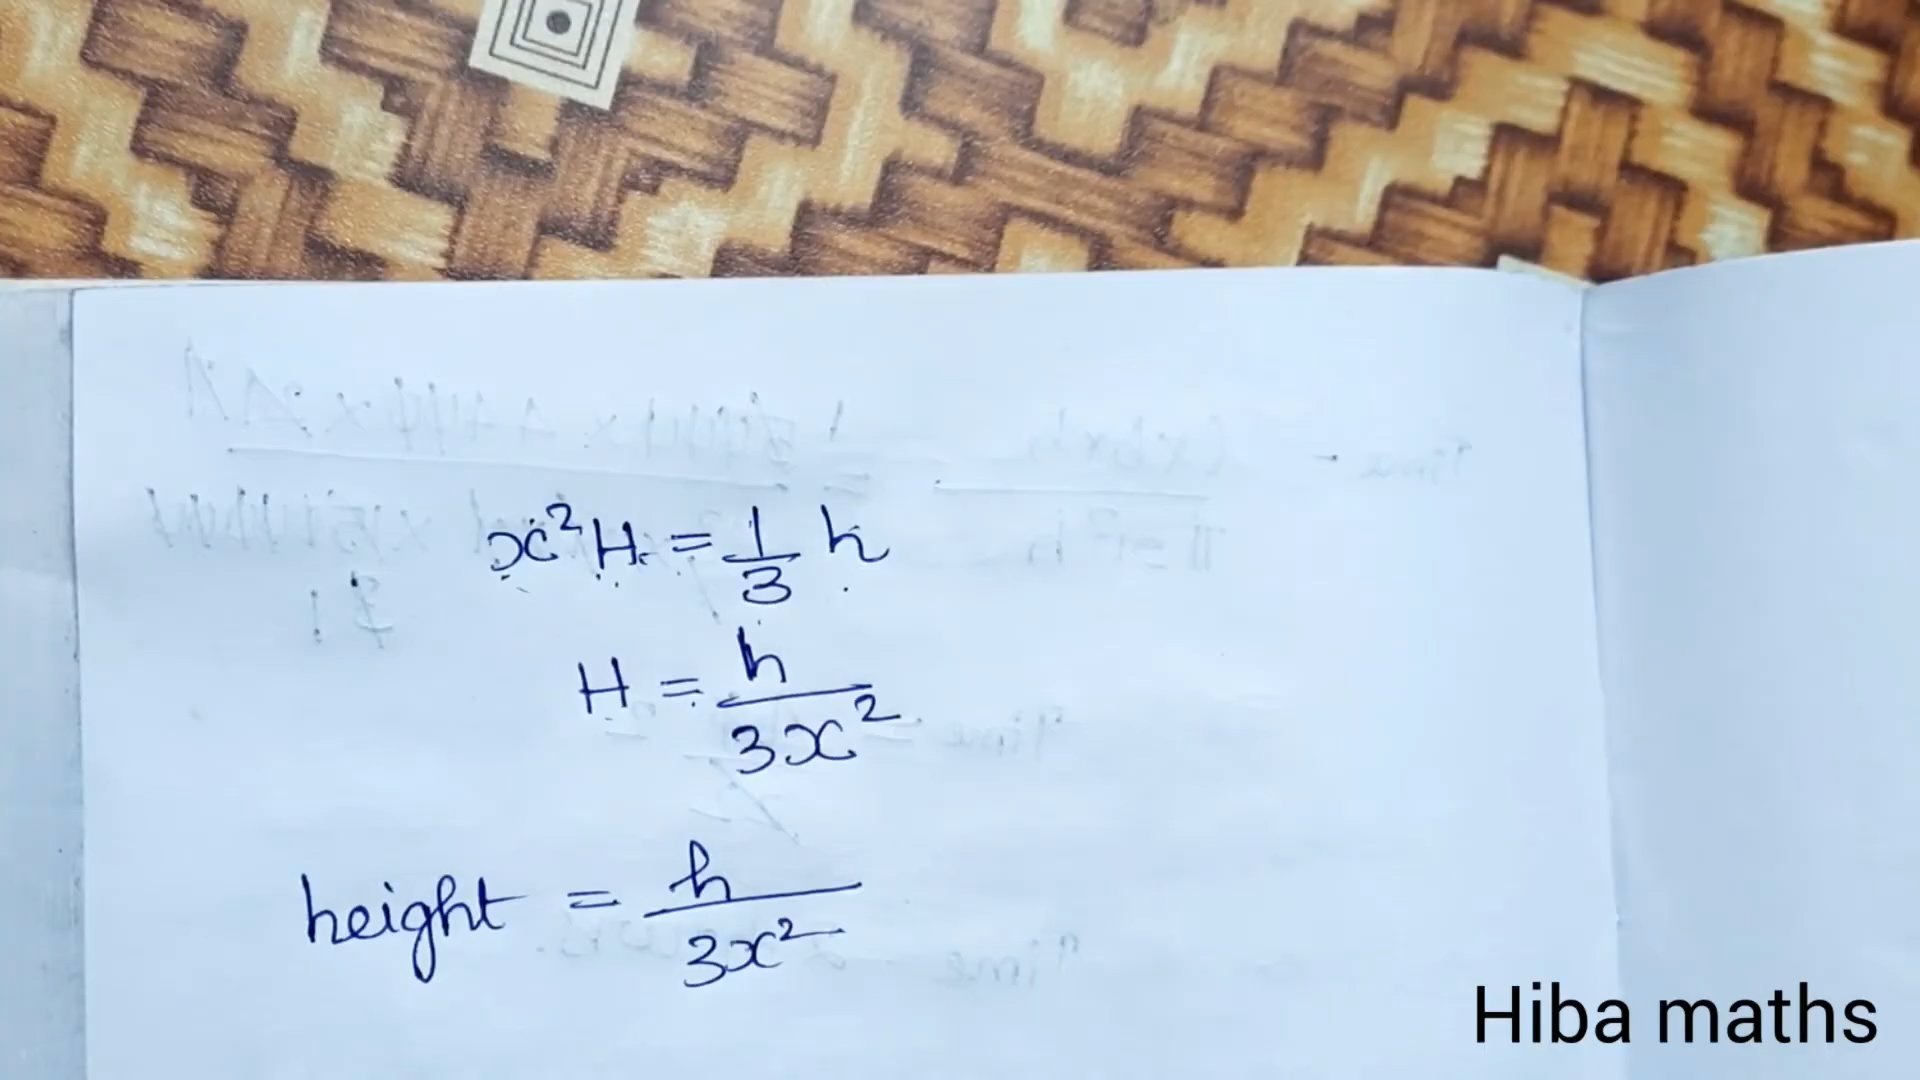 x²H = 1/3 h
H = h/3x²
height = h/3x²
Hiba maths